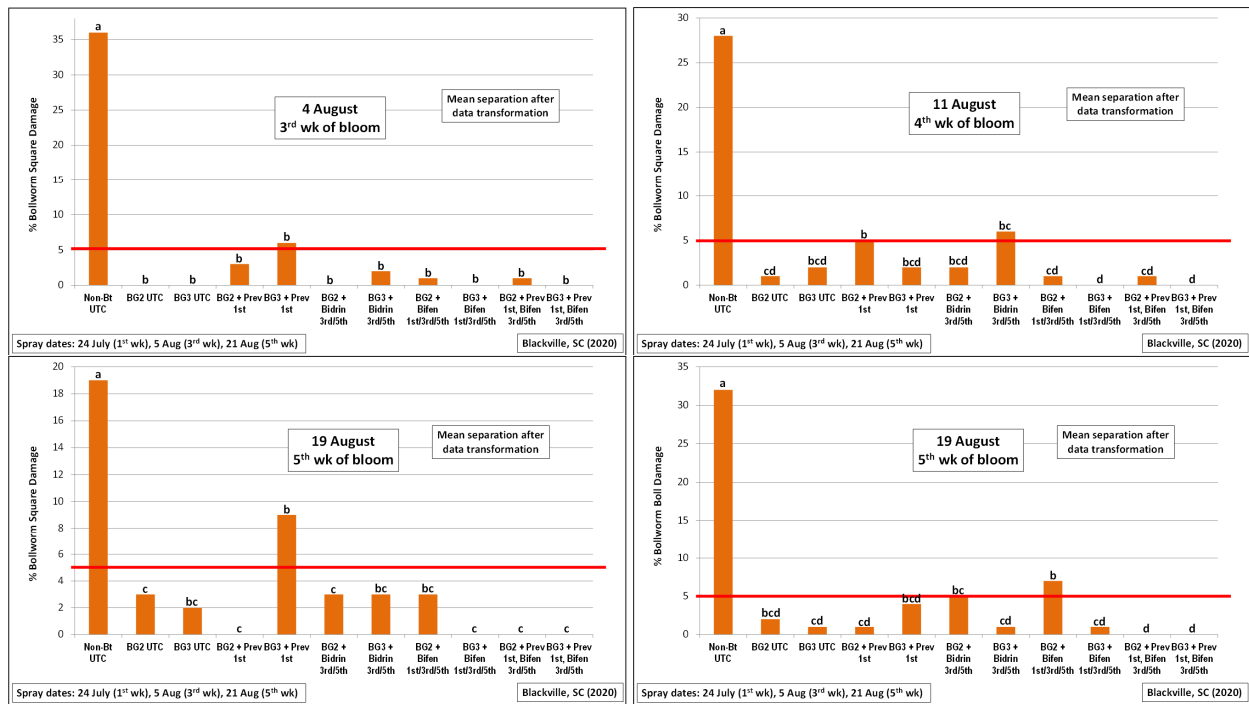 40
35
30
25
20
15
10
5
0
% Bollworm Square Damage
a
b
b
b
b
b
b
b
b
b
b
4 August
3rd wk of bloom
Mean separation after
data transformation
Non-Bt UTC
BG2 UTC
BG3 UTC
BG2 + Prev 1st
BG3 + Prev 1st
BG2 + Bidrin 3rd/5th
BG3 + Bidrin 3rd/5th
BG2 + Bifen 1st/3rd/5th
BG3 + Bifen 1st/3rd/5th
BG2 + Prev 1st, Bifen 3rd/5th
BG3 + Prev 1st, Bifen 3rd/5th
Spray dates: 24 July (1st wk), 5 Aug (3rd wk), 21 Aug (5th wk)
Blackville, SC (2020)
30
25
20
15
10
5
0
% Bollworm Square Damage
a
cd
bcd
b
bcd
bcd
bc
cd
d
cd
d
11 August
4th wk of bloom
Mean separation after
data transformation
Non-Bt UTC
BG2 UTC
BG3 UTC
BG2 + Prev 1st
BG3 + Prev 1st
BG2 + Bidrin 3rd/5th
BG3 + Bidrin 3rd/5th
BG2 + Bifen 1st/3rd/5th
BG3 + Bifen 1st/3rd/5th
BG2 + Prev 1st, Bifen 3rd/5th
BG3 + Prev 1st, Bifen 3rd/5th
Spray dates: 24 July (1st wk), 5 Aug (3rd wk), 21 Aug (5th wk)
Blackville, SC (2020)
20
18
16
14
12
10
8
6
4
2
0
% Bollworm Square Damage
a
c
bc
c
b
c
bc
bc
c
c
c
19 August
5th wk of bloom
Mean separation after
data transformation
Non-Bt UTC
BG2 UTC
BG3 UTC
BG2 + Prev 1st
BG3 + Prev 1st
BG2 + Bidrin 3rd/5th
BG3 + Bidrin 3rd/5th
BG2 + Bifen 1st/3rd/5th
BG3 + Bifen 1st/3rd/5th
BG2 + Prev 1st, Bifen 3rd/5th
BG3 + Prev 1st, Bifen 3rd/5th
Spray dates: 24 July (1st wk), 5 Aug (3rd wk), 21 Aug (5th wk)
Blackville, SC (2020)
35
30
25
20
15
10
5
0
% Bollworm Boll Damage
a
bcd
cd
cd
bcd
bc
cd
b
cd
d
d
19 August
5th wk of bloom
Mean separation after
data transformation
Non-Bt UTC
BG2 UTC
BG3 UTC
BG2 + Prev 1st
BG3 + Prev 1st
BG2 + Bidrin 3rd/5th
BG3 + Bidrin 3rd/5th
BG2 + Bifen 1st/3rd/5th
BG3 + Bifen 1st/3rd/5th
BG2 + Prev 1st, Bifen 3rd/5th
BG3 + Prev 1st, Bifen 3rd/5th
Spray dates: 24 July (1st wk), 5 Aug (3rd wk), 21 Aug (5th wk)
Blackville, SC (2020)